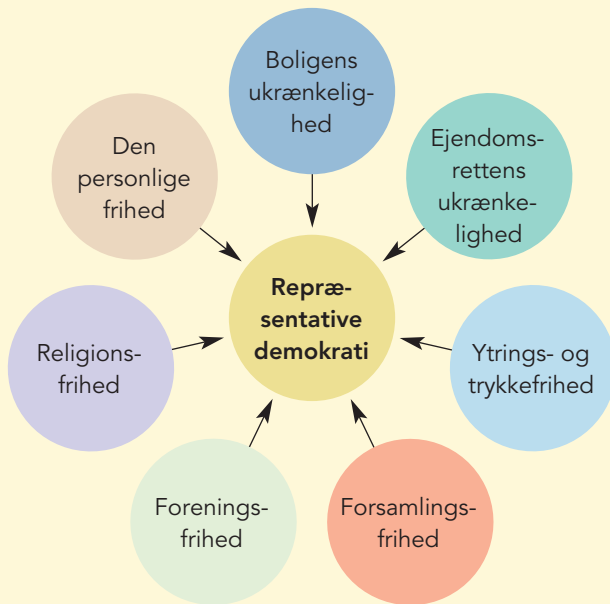 Boligens
ukrænkelig-
hed
Ejendoms-
rettens
ukrænke-
lighed
Den
personlige
frihed
Repræ-
sentative
demokrati
Religions-
frihed
Ytrings- og
trykkefrihed
Forenings-
frihed
Forsamlings-
frihed